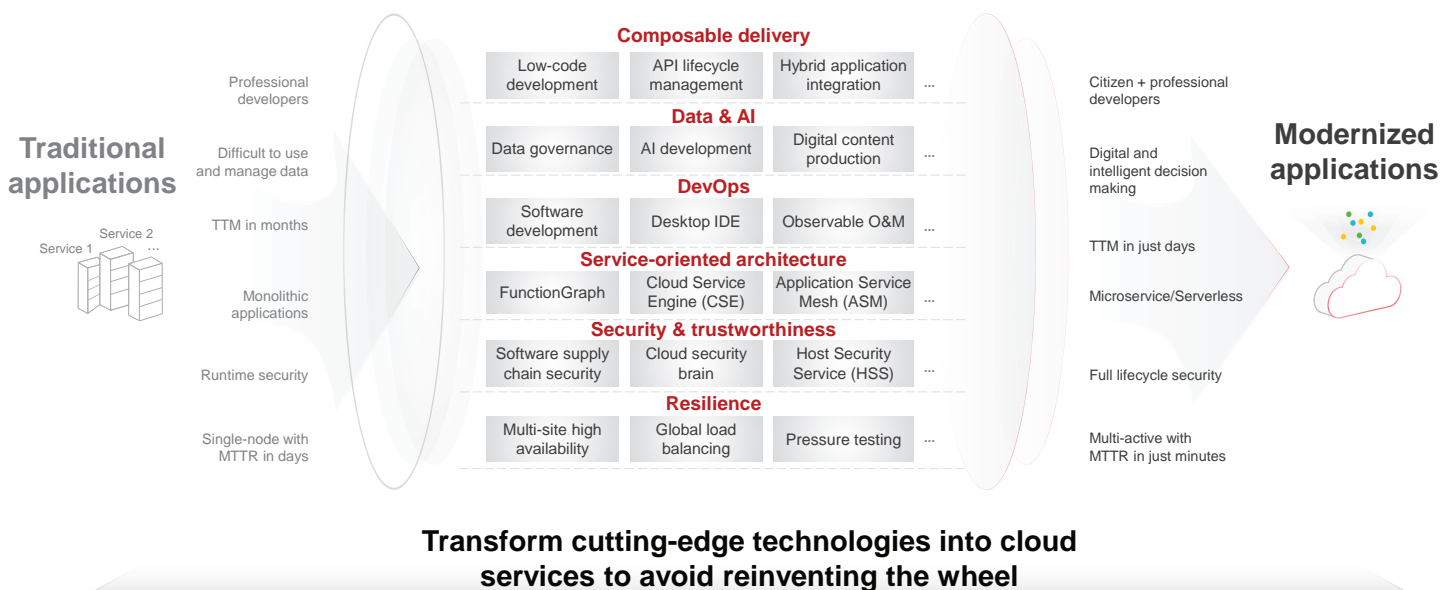 Composable delivery
Low-code
development
API lifecycle
management
Hybrid application
integration
...
Professional
developers
Citizen + professional
developers
Data & AI
Data governance
AI development
Digital content
production
...
Traditional
applications
Difficult to use
and manage data
Digital and
intelligent decision
making
Modernized
applications
DevOps
Software
development
Desktop IDE
Observable O&M
...
TTM in months
TTM in just days
Service 1
Service 2
...
Service-oriented architecture
FunctionGraph
Cloud Service
Engine (CSE)
Application Service
Mesh (ASM)
...
Monolithic
applications
Microservice/Serverless
Security & trustworthiness
Software supply
chain security
Cloud security
brain
Host Security
Service (HSS)
...
Runtime security
Full lifecycle security
Resilience
Multi-site high
availability
Global load
balancing
Pressure testing
...
Single-node with
MTTR in days
Multi-active with
MTTR in just minutes
Transform cutting-edge technologies into cloud
services to avoid reinventing the wheel